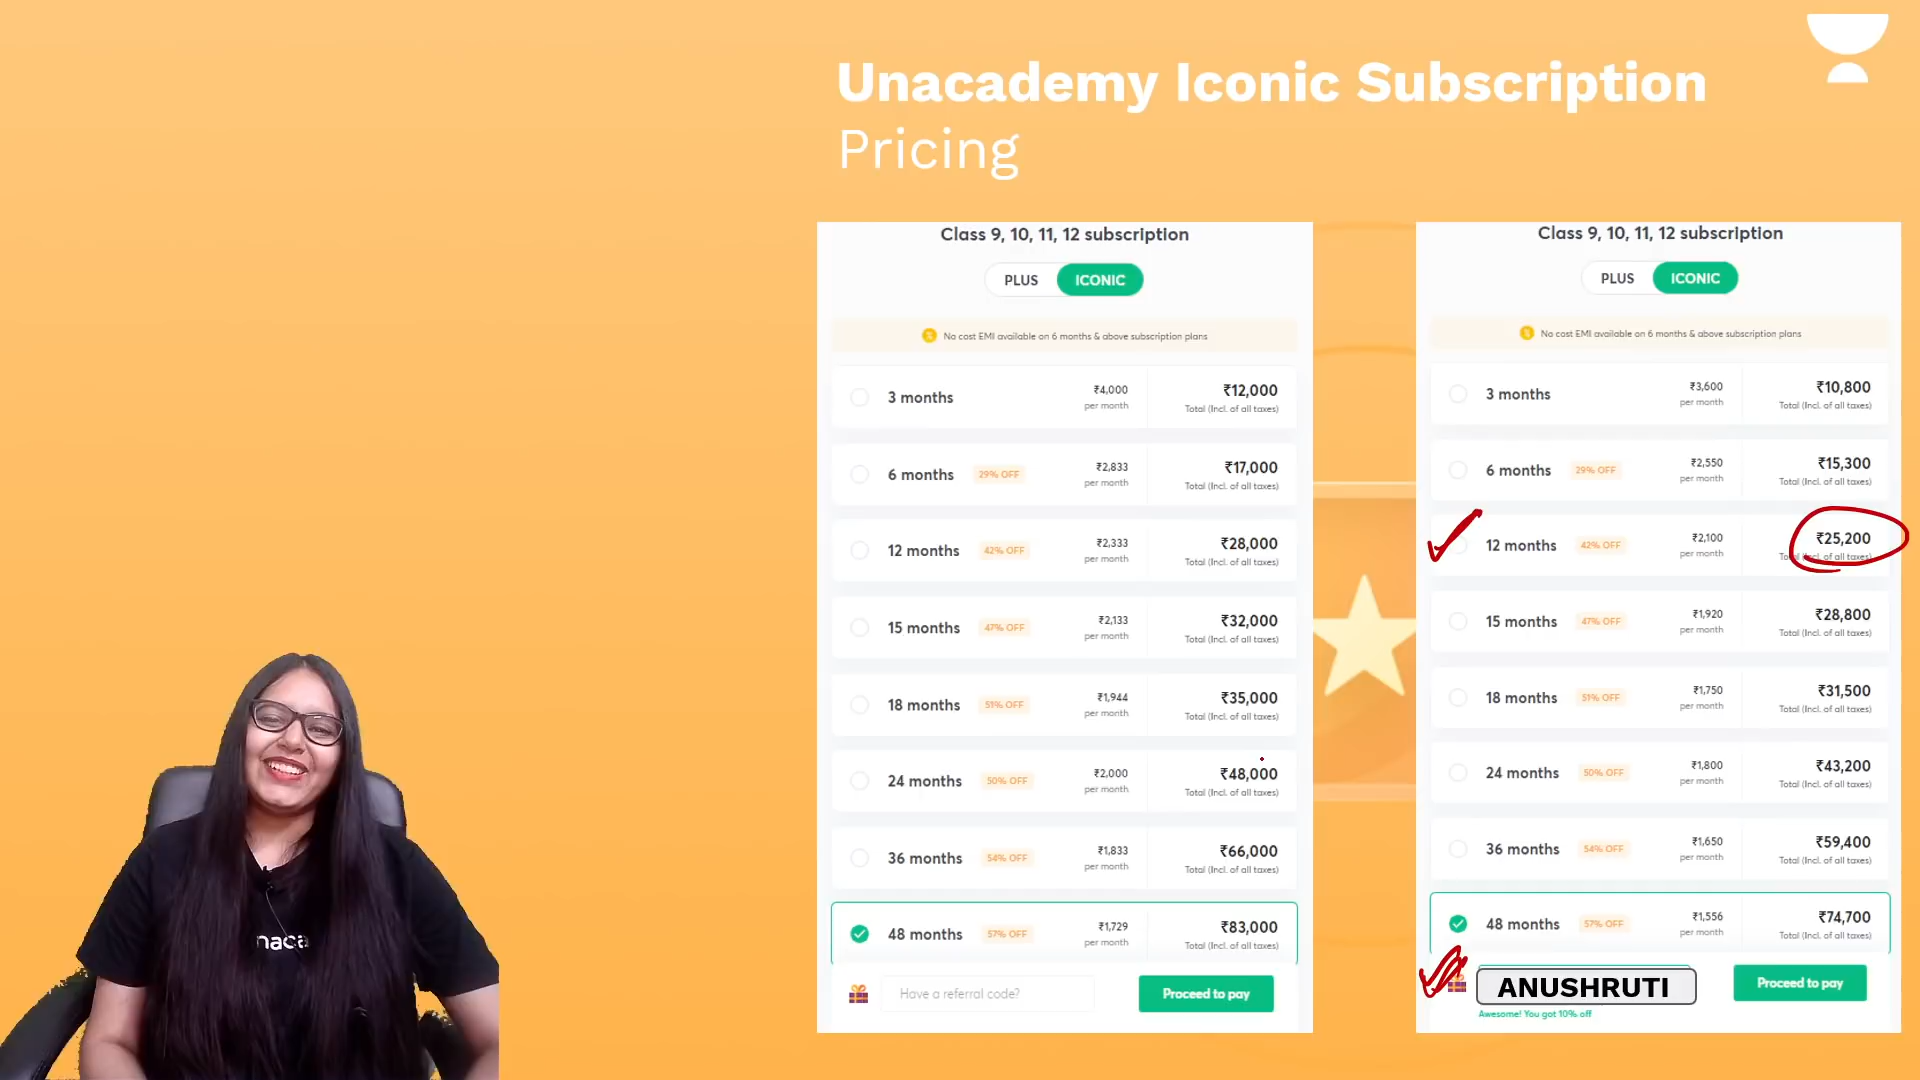 Unacademy Iconic Subscription
Pricing
Class 9, 10, 11, 12 subscription
PLUS ICONIC
No cost EMI available on 6 months & above subscription plans
3 months ₹4,000 per month ₹12,000 Total (Incl. of all taxes)
6 months 29% OFF ₹2,833 per month ₹17,000 Total (Incl. of all taxes)
12 months 42% OFF ₹2,333 per month ₹28,000 Total (Incl. of all taxes)
15 months 47% OFF ₹2,133 per month ₹32,000 Total (Incl. of all taxes)
18 months 51% OFF ₹1,944 per month ₹35,000 Total (Incl. of all taxes)
24 months 50% OFF ₹2,000 per month ₹48,000 Total (Incl. of all taxes)
36 months 54% OFF ₹1,833 per month ₹66,000 Total (Incl. of all taxes)
48 months 57% OFF ₹1,729 per month ₹83,000 Total (Incl. of all taxes)
Have a referral code? Proceed to pay
Class 9, 10, 11, 12 subscription
PLUS ICONIC
No cost EMI available on 6 months & above subscription plans
3 months ₹3,600 per month ₹10,800 Total (Incl. of all taxes)
6 months 29% OFF ₹2,550 per month ₹15,300 Total (Incl. of all taxes)
12 months 42% OFF ₹2,100 per month ₹25,200 Total (Incl. of all taxes)
15 months 47% OFF ₹1,920 per month ₹28,800 Total (Incl. of all taxes)
18 months 51% OFF ₹1,750 per month ₹31,500 Total (Incl. of all taxes)
24 months 50% OFF ₹1,800 per month ₹43,200 Total (Incl. of all taxes)
36 months 54% OFF ₹1,650 per month ₹59,400 Total (Incl. of all taxes)
48 months 57% OFF ₹1,556 per month ₹74,700 Total (Incl. of all taxes)
ANUSHRUTI Proceed to pay
Awesome! You got 10% off
naca